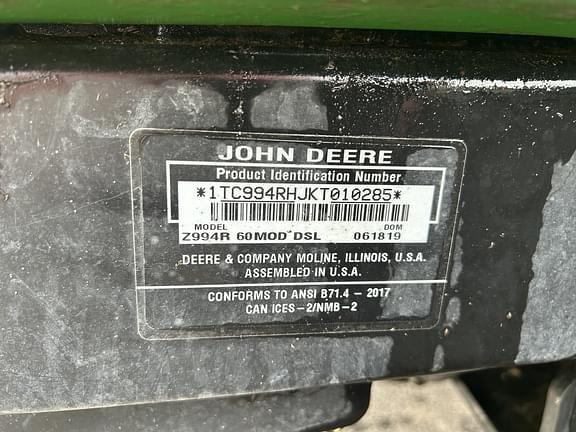 JOHN DEERE
Product Identification Number
*1TC994RHJKT010285*
MODEL DOM
Z994R 60MOD*DSL 061819
DEERE & COMPANY MOLINE, ILLINOIS, U.S.A.
ASSEMBLED IN U.S.A.
CONFORMS TO ANSI B71.4 – 2017
CAN ICES–2/NMB–2